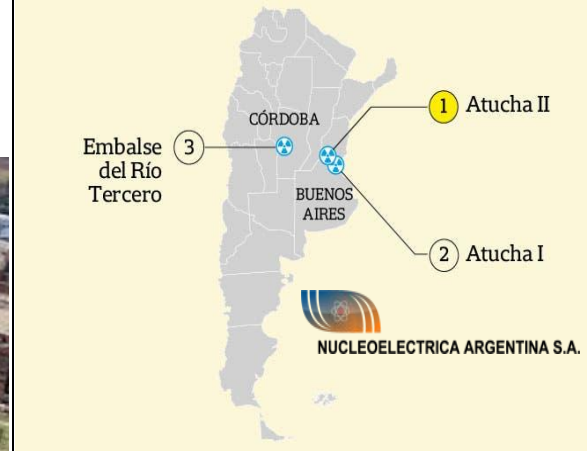 CÓRDOBA
1 Atucha II
Embalse
del Río
Tercero
3
BUENOS
AIRES
2 Atucha I
NUCLEOELECTRICA ARGENTINA S.A.